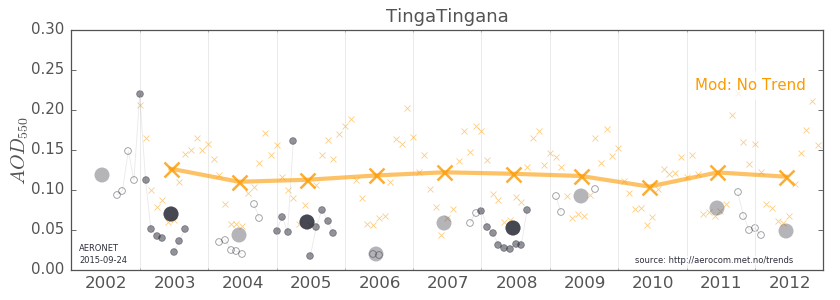 TingaTingana
0.30
0.25
0.20
0.15
0.10
0.05
0.00
AOD550
Mod: No Trend
AERONET
2015-09-24
source: http://aerocom.met.no/trends
2002 2003 2004 2005 2006 2007 2008 2009 2010 2011 2012